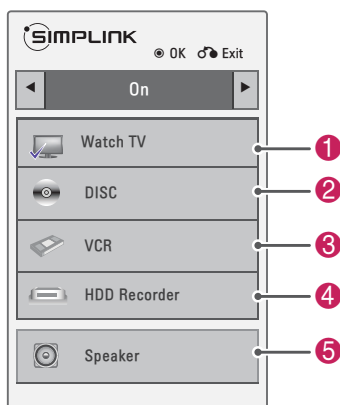 SIMPLINK
◉ OK Exit
◄ On ►
Watch TV 1
DISC 2
VCR 3
HDD Recorder 4
Speaker 5